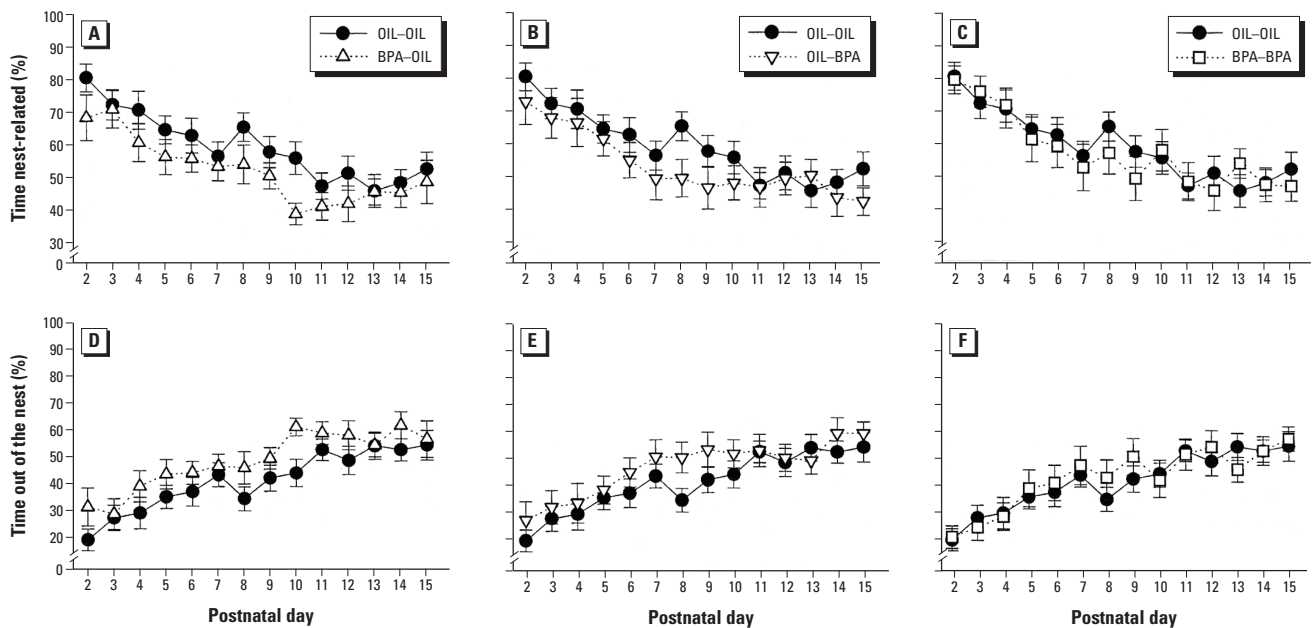 A
OIL–OIL
BPA–OIL
B
OIL–OIL
OIL–BPA
C
OIL–OIL
BPA–BPA
Time nest-related (%)
100
90
80
70
60
50
40
30
0
2 3 4 5 6 7 8 9 10 11 12 13 14 15
2 3 4 5 6 7 8 9 10 11 12 13 14 15
2 3 4 5 6 7 8 9 10 11 12 13 14 15
D
E
F
Time out of the nest (%)
100
90
80
70
60
50
40
30
20
0
2 3 4 5 6 7 8 9 10 11 12 13 14 15
2 3 4 5 6 7 8 9 10 11 12 13 14 15
2 3 4 5 6 7 8 9 10 11 12 13 14 15
Postnatal day
Postnatal day
Postnatal day